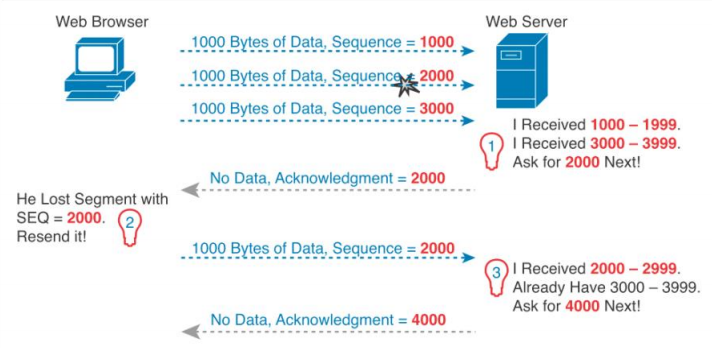 Web Browser
Web Server
1000 Bytes of Data, Sequence = 1000
1000 Bytes of Data, Sequence = 2000
1000 Bytes of Data, Sequence = 3000
1
I Received 1000 – 1999.
I Received 3000 – 3999.
Ask for 2000 Next!
No Data, Acknowledgment = 2000
He Lost Segment with
SEQ = 2000.
Resend it!
2
1000 Bytes of Data, Sequence = 2000
3
I Received 2000 – 2999.
Already Have 3000 – 3999.
Ask for 4000 Next!
No Data, Acknowledgment = 4000